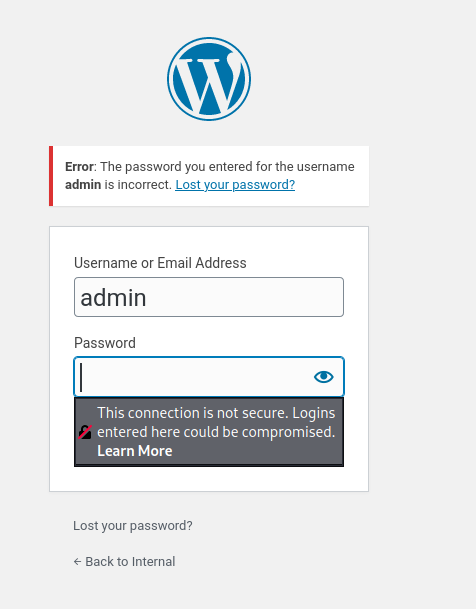 Error: The password you entered for the username
admin is incorrect. Lost your password?
Username or Email Address
admin
Password
This connection is not secure. Logins
entered here could be compromised.
Learn More
Lost your password?
← Back to Internal